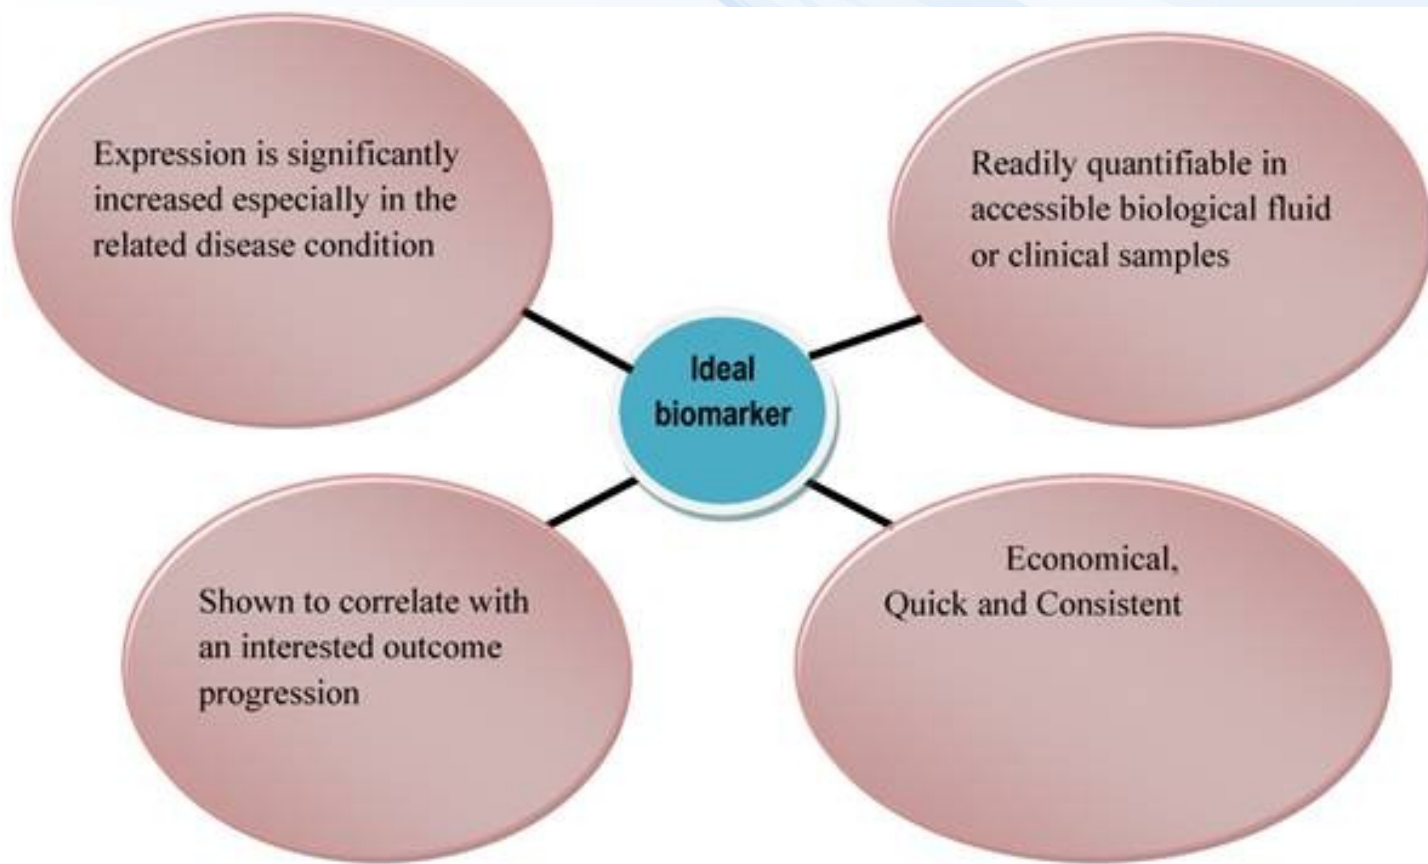 Expression is significantly
increased especially in the
related disease condition
Readily quantifiable in
accessible biological fluid
or clinical samples
Ideal
biomarker
Shown to correlate with
an interested outcome
progression
Economical,
Quick and Consistent